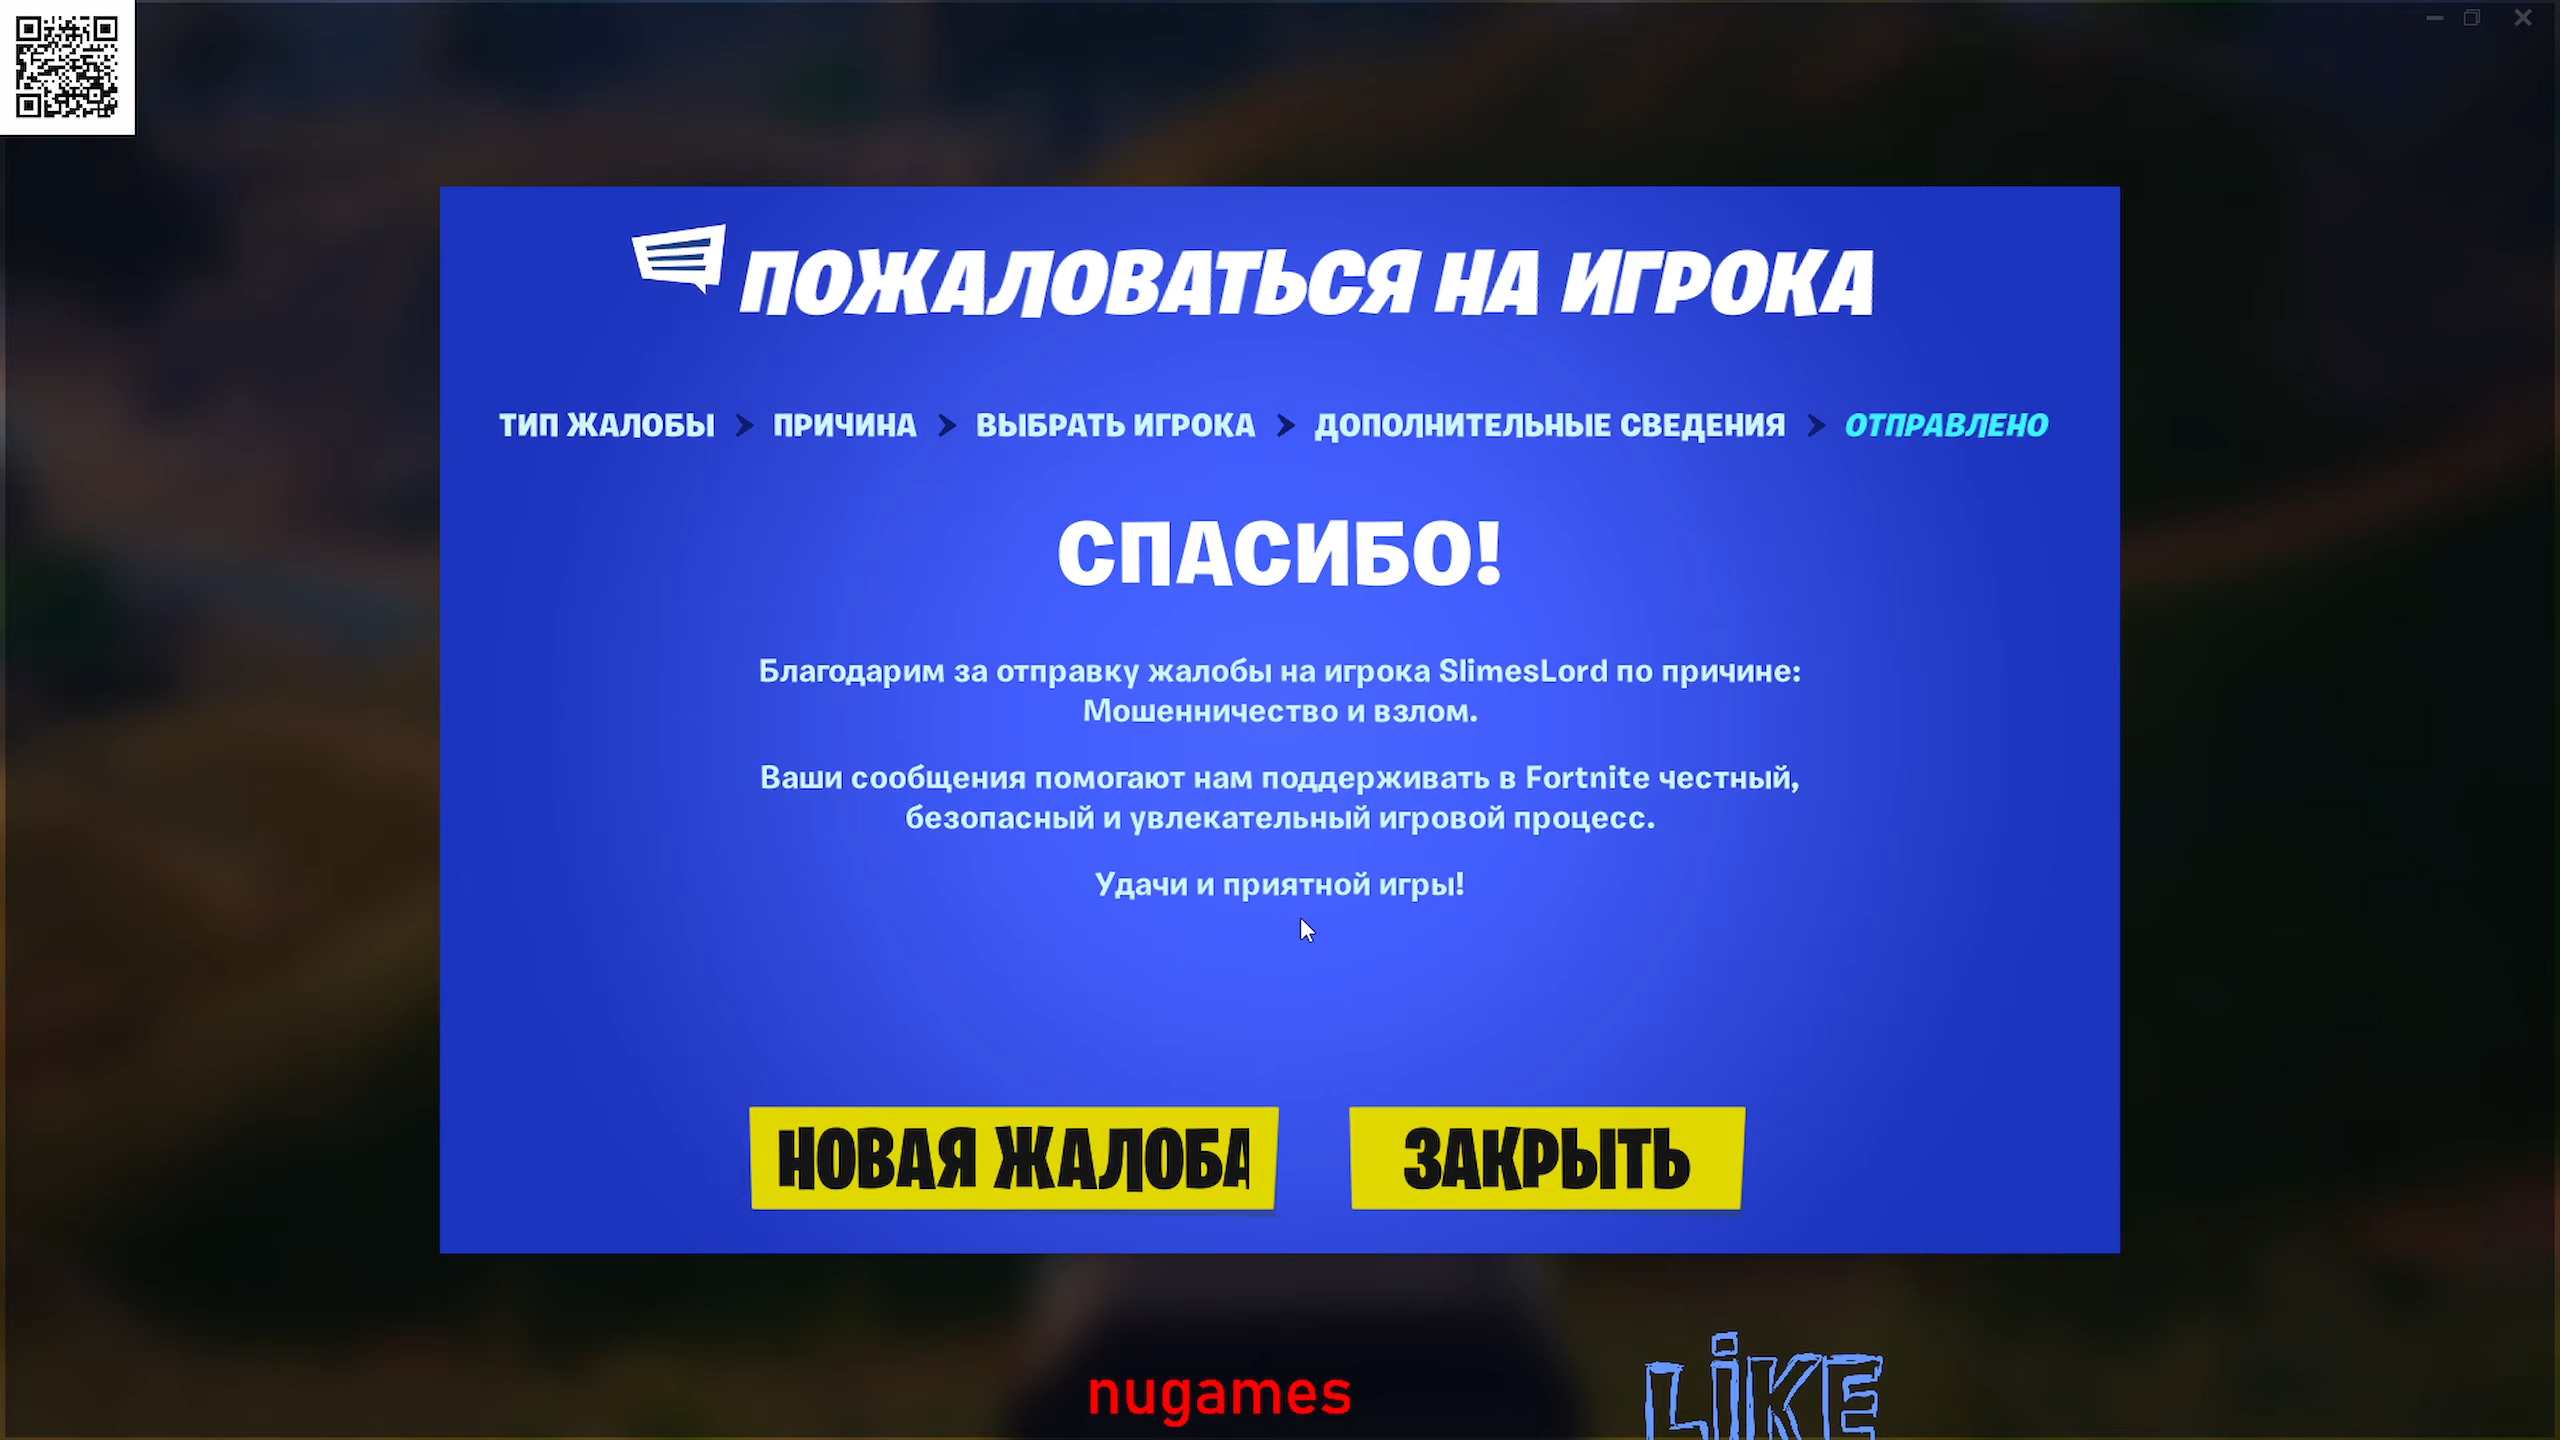 ПОЖАЛОВАТЬСЯ НА ИГРОКА
ТИП ЖАЛОБЫ > ПРИЧИНА > ВЫБРАТЬ ИГРОКА > ДОПОЛНИТЕЛЬНЫЕ СВЕДЕНИЯ > ОТПРАВЛЕНО
СПАСИБО!
Благодарим за отправку жалобы на игрока SlimesLord по причине:
Мошенничество и взлом.
Ваши сообщения помогают нам поддерживать в Fortnite честный,
безопасный и увлекательный игровой процесс.
Удачи и приятной игры!
НОВАЯ ЖАЛОБА ЗАКРЫТЬ
nugames
LiKE